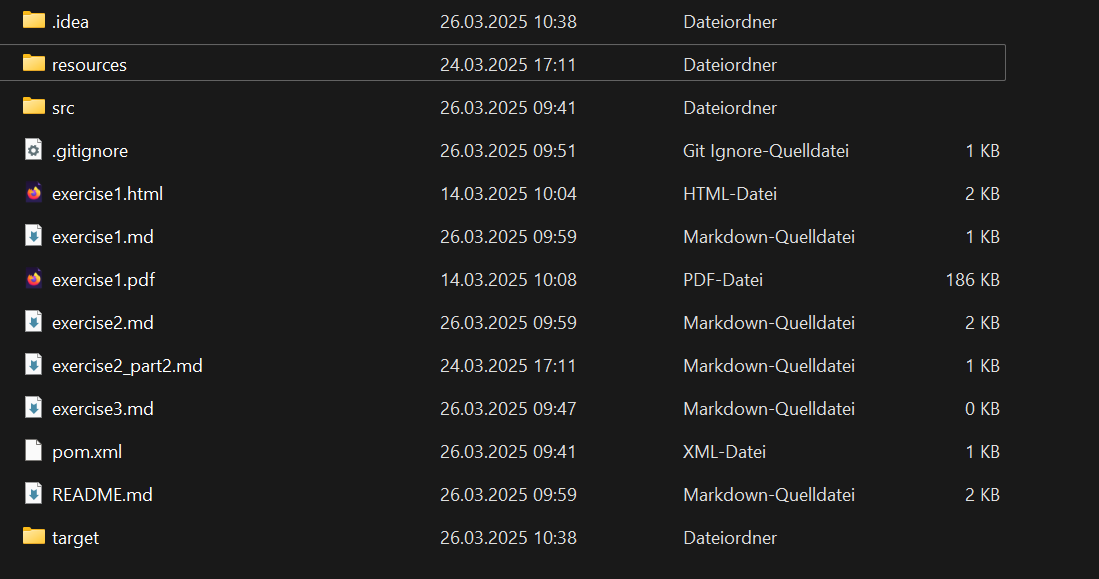 .idea 26.03.2025 10:38 Dateiordner
resources 24.03.2025 17:11 Dateiordner
src 26.03.2025 09:41 Dateiordner
.gitignore 26.03.2025 09:51 Git Ignore-Quelldatei 1 KB
exercise1.html 14.03.2025 10:04 HTML-Datei 2 KB
exercise1.md 26.03.2025 09:59 Markdown-Quelldatei 1 KB
exercise1.pdf 14.03.2025 10:08 PDF-Datei 186 KB
exercise2.md 26.03.2025 09:59 Markdown-Quelldatei 2 KB
exercise2_part2.md 24.03.2025 17:11 Markdown-Quelldatei 1 KB
exercise3.md 26.03.2025 09:47 Markdown-Quelldatei 0 KB
pom.xml 26.03.2025 09:41 XML-Datei 1 KB
README.md 26.03.2025 09:59 Markdown-Quelldatei 2 KB
target 26.03.2025 10:38 Dateiordner